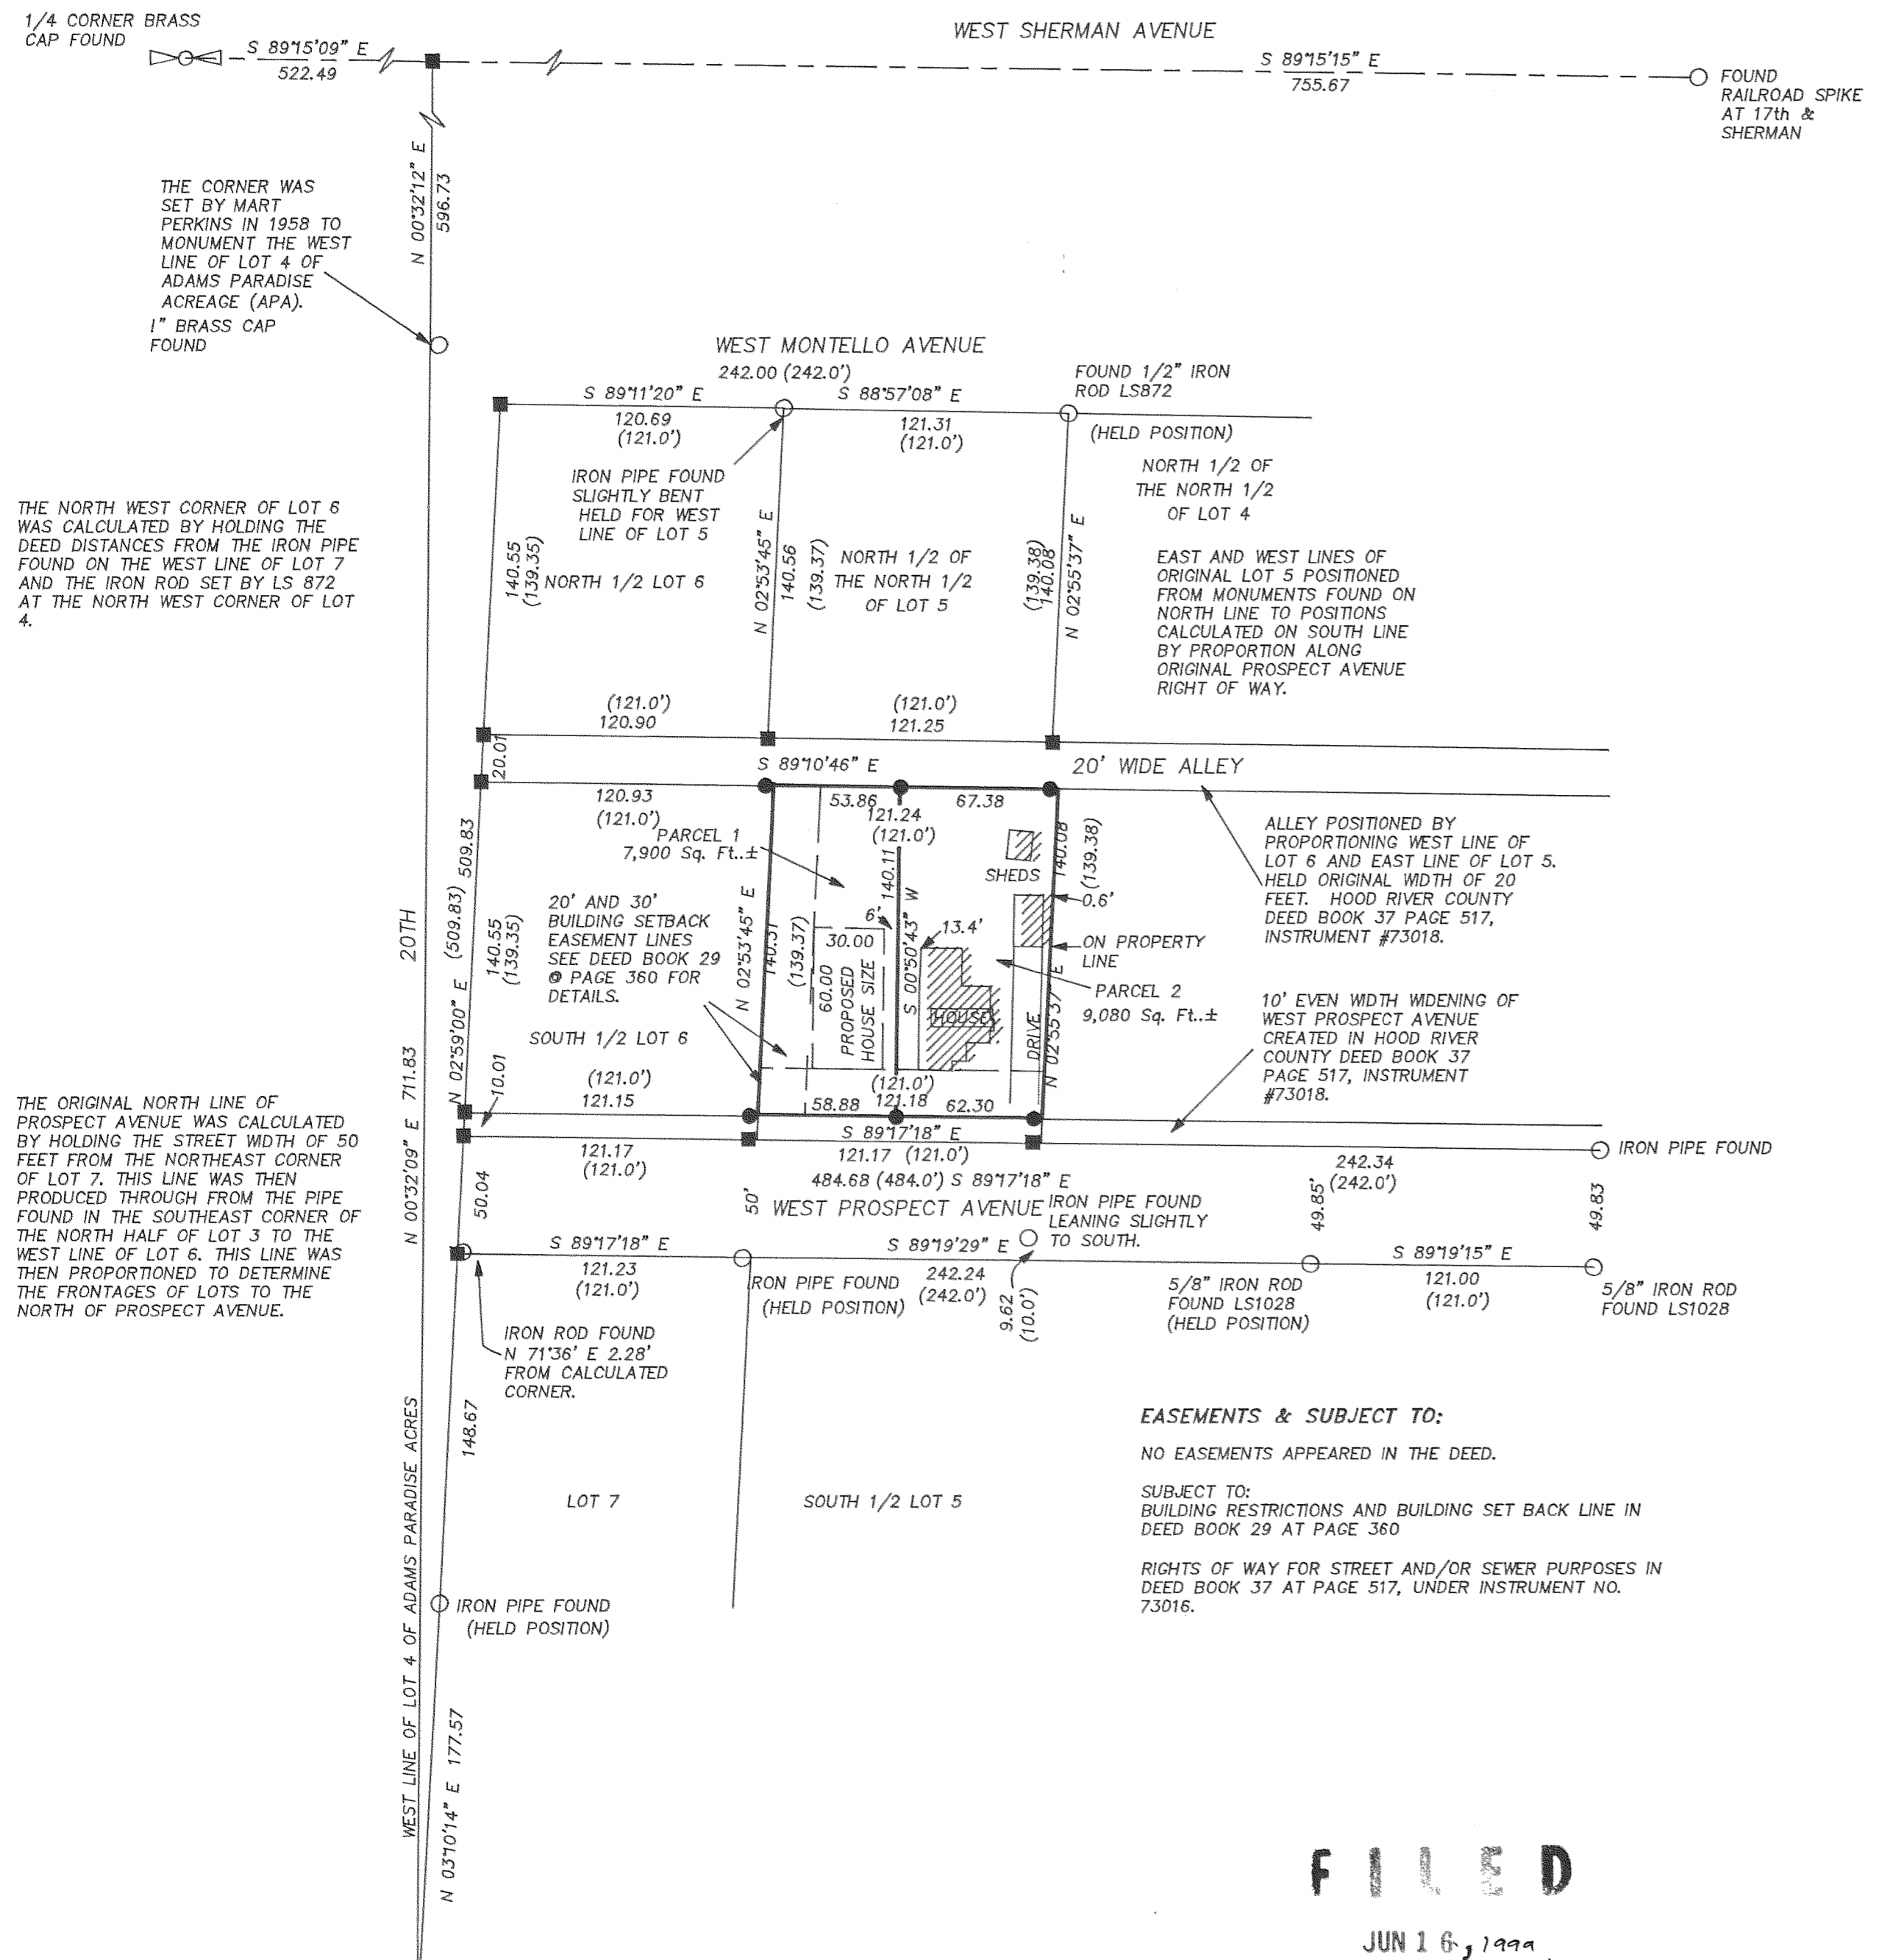 1/4 CORNER BRASS
CAP FOUND
S 89°15'09" E
522.49
WEST SHERMAN AVENUE
S 89°15'15" E
755.67
FOUND
RAILROAD SPIKE
AT 17th &
SHERMAN
N 00°32'12" E
596.73
THE CORNER WAS
SET BY MART
PERKINS IN 1958 TO
MONUMENT THE WEST
LINE OF LOT 4 OF
ADAMS PARADISE
ACREAGE (APA).
1" BRASS CAP
FOUND
WEST MONTELLO AVENUE
242.00 (242.0')
S 89°11'20" E
120.69
(121.0')
S 88°57'08" E
121.31
(121.0')
FOUND 1/2" IRON
ROD LS872
(HELD POSITION)
IRON PIPE FOUND
SLIGHTLY BENT
HELD FOR WEST
LINE OF LOT 5
NORTH 1/2 OF
THE NORTH 1/2
OF LOT 4
THE NORTH WEST CORNER OF LOT 6
WAS CALCULATED BY HOLDING THE
DEED DISTANCES FROM THE IRON PIPE
FOUND ON THE WEST LINE OF LOT 7
AND THE IRON ROD SET BY LS 872
AT THE NORTH WEST CORNER OF LOT
4.
140.55
(139.35)
NORTH 1/2 LOT 6
N 02°53'45" E
140.56
(139.37)
NORTH 1/2 OF
THE NORTH 1/2
OF LOT 5
(139.38)
140.08
N 02°55'37" E
EAST AND WEST LINES OF
ORIGINAL LOT 5 POSITIONED
FROM MONUMENTS FOUND ON
NORTH LINE TO POSITIONS
CALCULATED ON SOUTH LINE
BY PROPORTION ALONG
ORIGINAL PROSPECT AVENUE
RIGHT OF WAY.
(121.0')
120.90
(121.0')
121.25
20.01
S 89°10'46" E
20' WIDE ALLEY
120.93
(121.0')
53.86
67.38
121.24
(121.0')
PARCEL 1
7,900 Sq. Ft..±
SHEDS
140.08
(139.38)
ALLEY POSITIONED BY
PROPORTIONING WEST LINE OF
LOT 6 AND EAST LINE OF LOT 5.
HELD ORIGINAL WIDTH OF 20
FEET. HOOD RIVER COUNTY
DEED BOOK 37 PAGE 517,
INSTRUMENT #73018.
N 02°59'00" E (509.83) 509.83
140.55
(139.35)
20TH
20' AND 30'
BUILDING SETBACK
EASEMENT LINES
SEE DEED BOOK 29
@ PAGE 360 FOR
DETAILS.
N 02°53'45" E
140.31
(139.37)
6'
30.00
60.00
PROPOSED
HOUSE SIZE
140.11
S 00°50'43" W
13.4'
HOUSE
DRIVE
0.6'
ON PROPERTY
LINE
N 02°55'37" E
PARCEL 2
9,080 Sq. Ft..±
10' EVEN WIDTH WIDENING OF
WEST PROSPECT AVENUE
CREATED IN HOOD RIVER
COUNTY DEED BOOK 37
PAGE 517, INSTRUMENT
#73018.
SOUTH 1/2 LOT 6
10.01
(121.0')
121.15
(121.0')
58.88
121.18
62.30
N 00°32'09" E 711.83
THE ORIGINAL NORTH LINE OF
PROSPECT AVENUE WAS CALCULATED
BY HOLDING THE STREET WIDTH OF 50
FEET FROM THE NORTHEAST CORNER
OF LOT 7. THIS LINE WAS THEN
PRODUCED THROUGH FROM THE PIPE
FOUND IN THE SOUTHEAST CORNER OF
THE NORTH HALF OF LOT 3 TO THE
WEST LINE OF LOT 6. THIS LINE WAS
THEN PROPORTIONED TO DETERMINE
THE FRONTAGES OF LOTS TO THE
NORTH OF PROSPECT AVENUE.
121.17
(121.0')
S 89°17'18" E
121.17 (121.0')
242.34
(242.0')
IRON PIPE FOUND
484.68 (484.0') S 89°17'18" E
50.04
50'
WEST PROSPECT AVENUE
IRON PIPE FOUND
LEANING SLIGHTLY
TO SOUTH.
49.85'
49.83
S 89°17'18" E
121.23
(121.0')
S 89°19'29" E
242.24
(242.0')
S 89°19'15" E
121.00
(121.0')
IRON PIPE FOUND
(HELD POSITION)
9.62
(10.0')
5/8" IRON ROD
FOUND LS1028
(HELD POSITION)
5/8" IRON ROD
FOUND LS1028
IRON ROD FOUND
N 71°36' E 2.28'
FROM CALCULATED
CORNER.
148.67
LOT 7
SOUTH 1/2 LOT 5
EASEMENTS & SUBJECT TO:
NO EASEMENTS APPEARED IN THE DEED.
SUBJECT TO:
BUILDING RESTRICTIONS AND BUILDING SET BACK LINE IN
DEED BOOK 29 AT PAGE 360
RIGHTS OF WAY FOR STREET AND/OR SEWER PURPOSES IN
DEED BOOK 37 AT PAGE 517, UNDER INSTRUMENT NO.
73016.
WEST LINE OF LOT 4 OF ADAMS PARADISE ACRES
IRON PIPE FOUND
(HELD POSITION)
N 03°10'14" E 177.57
FILED
JUN 16, 1999